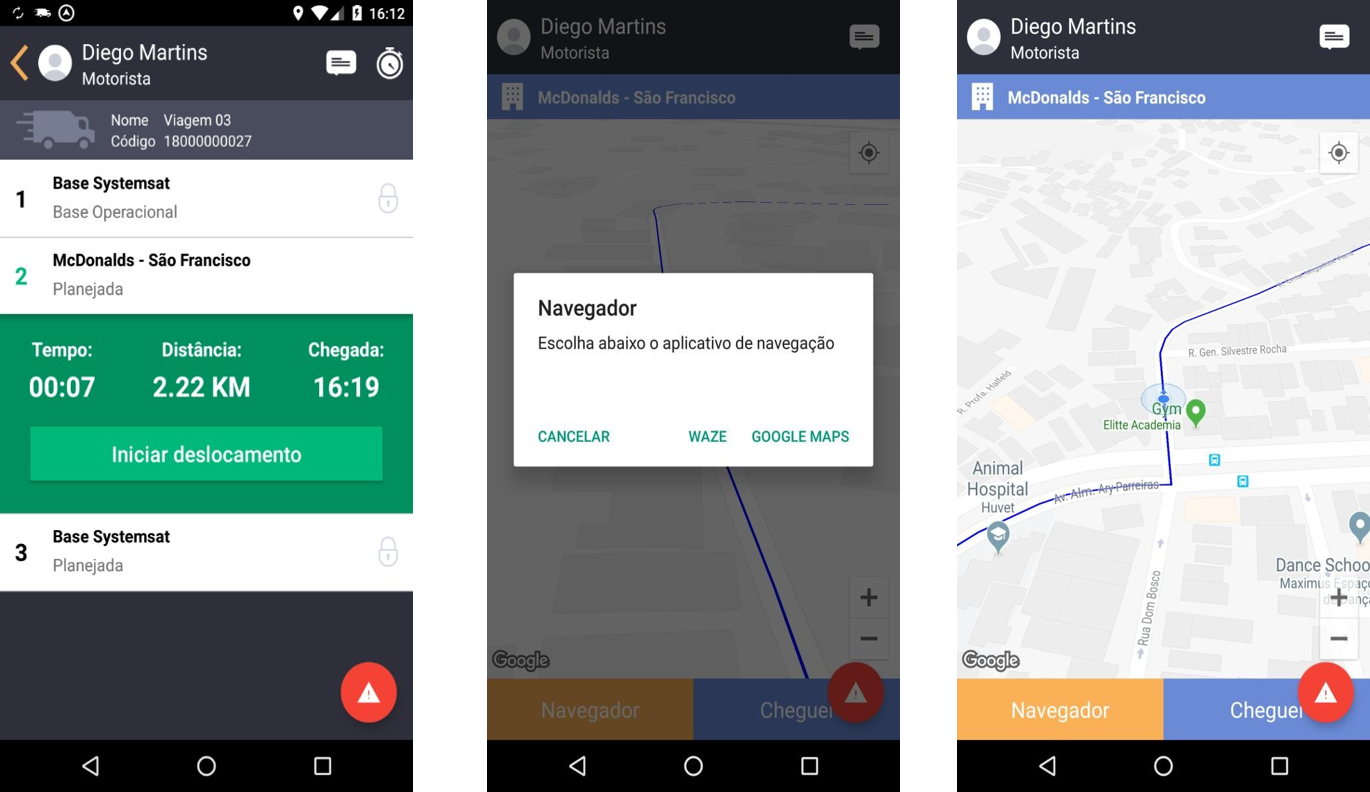 16:12
Diego Martins
Motorista
Nome Viagem 03
Código 18000000027
1
Base Systemsat
Base Operacional
2
McDonalds - São Francisco
Planejada
Tempo: Distância: Chegada:
00:07 2.22 KM 16:19
Iniciar deslocamento
3
Base Systemsat
Planejada
Diego Martins
Motorista
McDonalds - São Francisco
Navegador
Escolha abaixo o aplicativo de navegação
CANCELAR WAZE GOOGLE MAPS
Google
Navegador Cheguei
Diego Martins
Motorista
McDonalds - São Francisco
R. Gen. Silvestre Rocha
R. Profa. Halfeld
Gym
Elitte Academia
Animal
Hospital
Huvet
Av. Alm. Ary Parreiras
Rua Dom Bosco
Dance Schoo
Maximus Espaç
Google
Navegador Cheguei